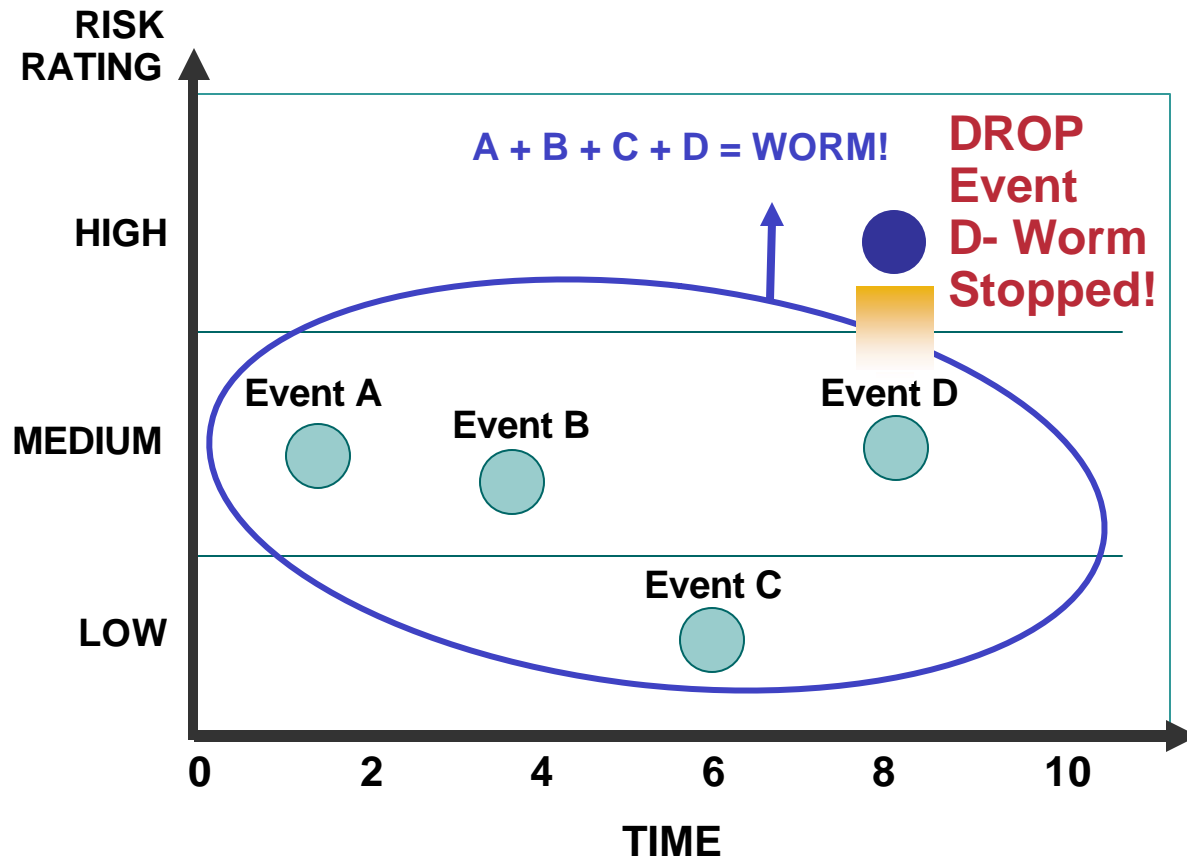 RISK
RATING
A + B + C + D = WORM!
DROP
Event
D- Worm
Stopped!
HIGH
Event A
Event B
Event D
MEDIUM
Event C
LOW
0 2 4 6 8 10
TIME